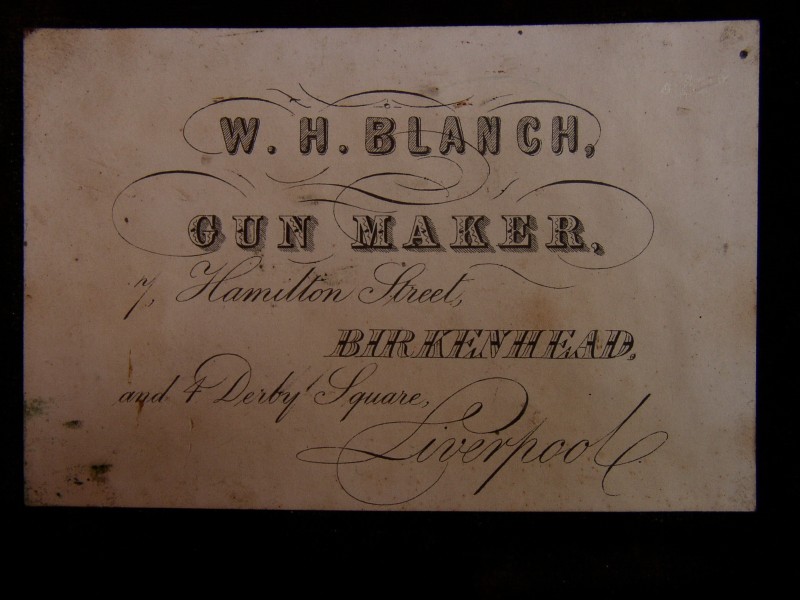 W. H. BLANCH,
GUN MAKER,
7, Hamilton Street,
BIRKENHEAD.
and 4 Derby Square,
Liverpool